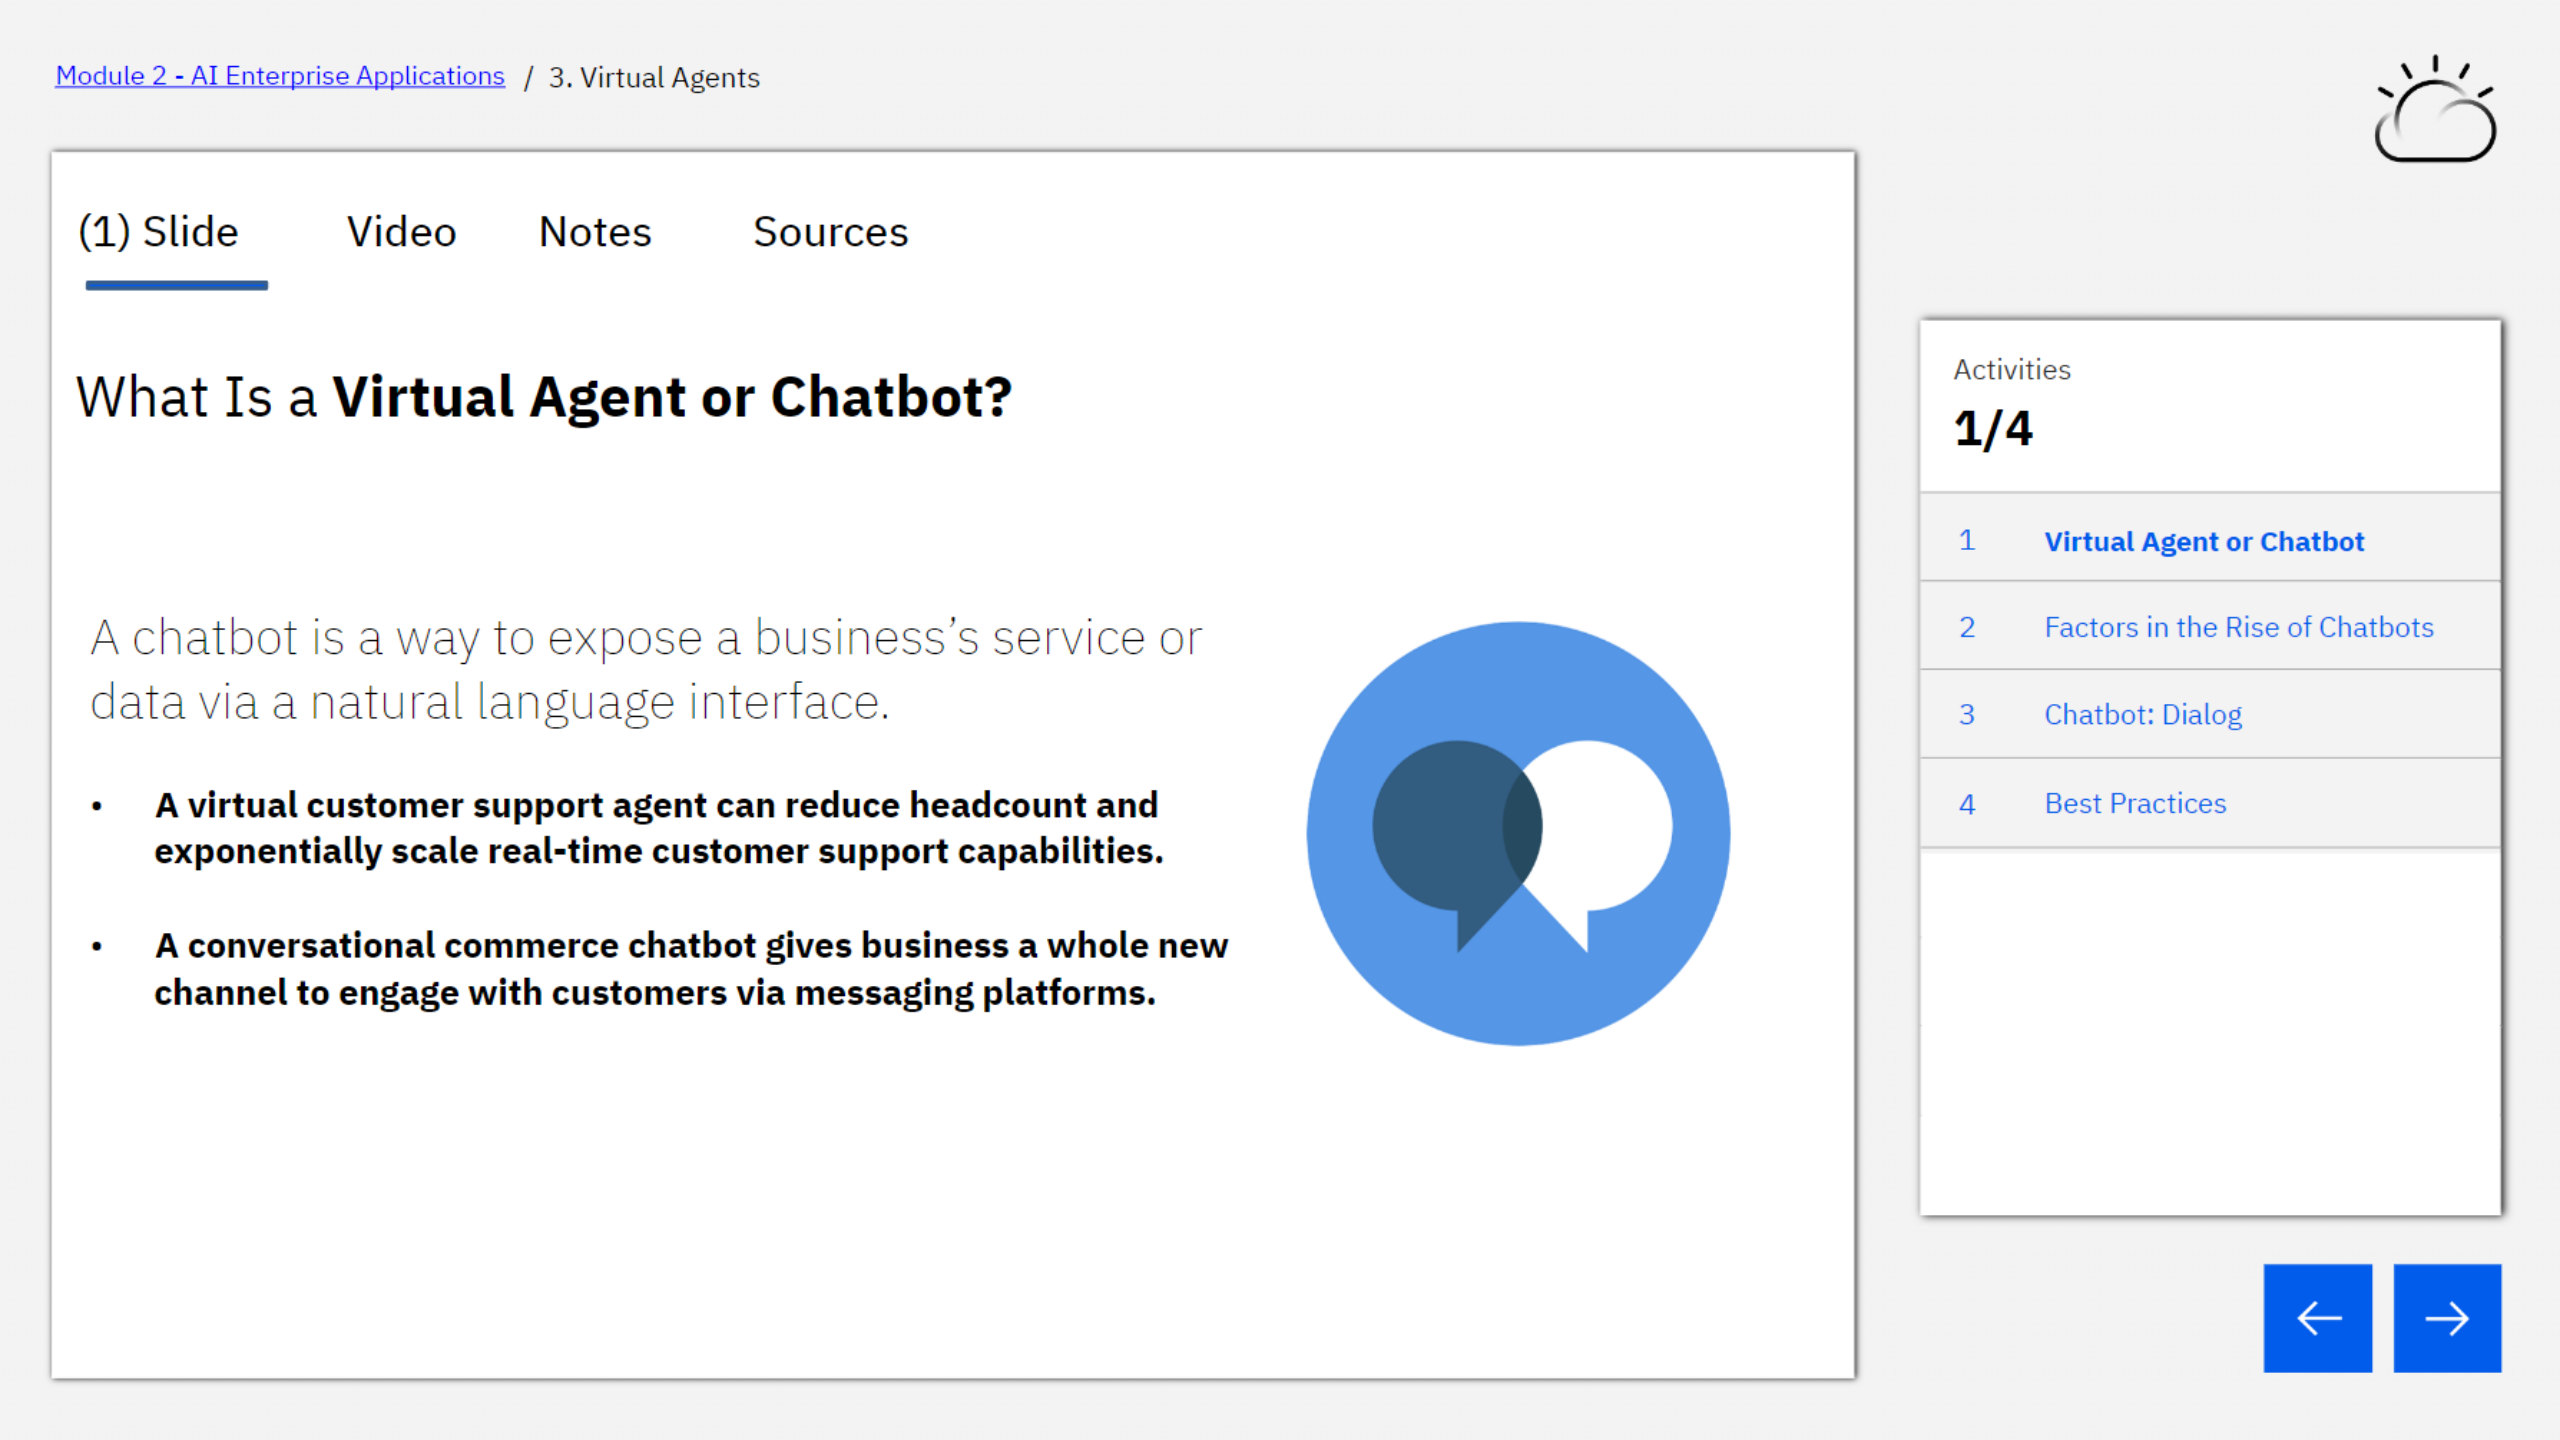 Module 2 - AI Enterprise Applications / 3. Virtual Agents
(1) Slide Video Notes Sources
What Is a Virtual Agent or Chatbot?
A chatbot is a way to expose a business’s service or
data via a natural language interface.
• A virtual customer support agent can reduce headcount and
exponentially scale real-time customer support capabilities.
• A conversational commerce chatbot gives business a whole new
channel to engage with customers via messaging platforms.
Activities
1/4
1 Virtual Agent or Chatbot
2 Factors in the Rise of Chatbots
3 Chatbot: Dialog
4 Best Practices